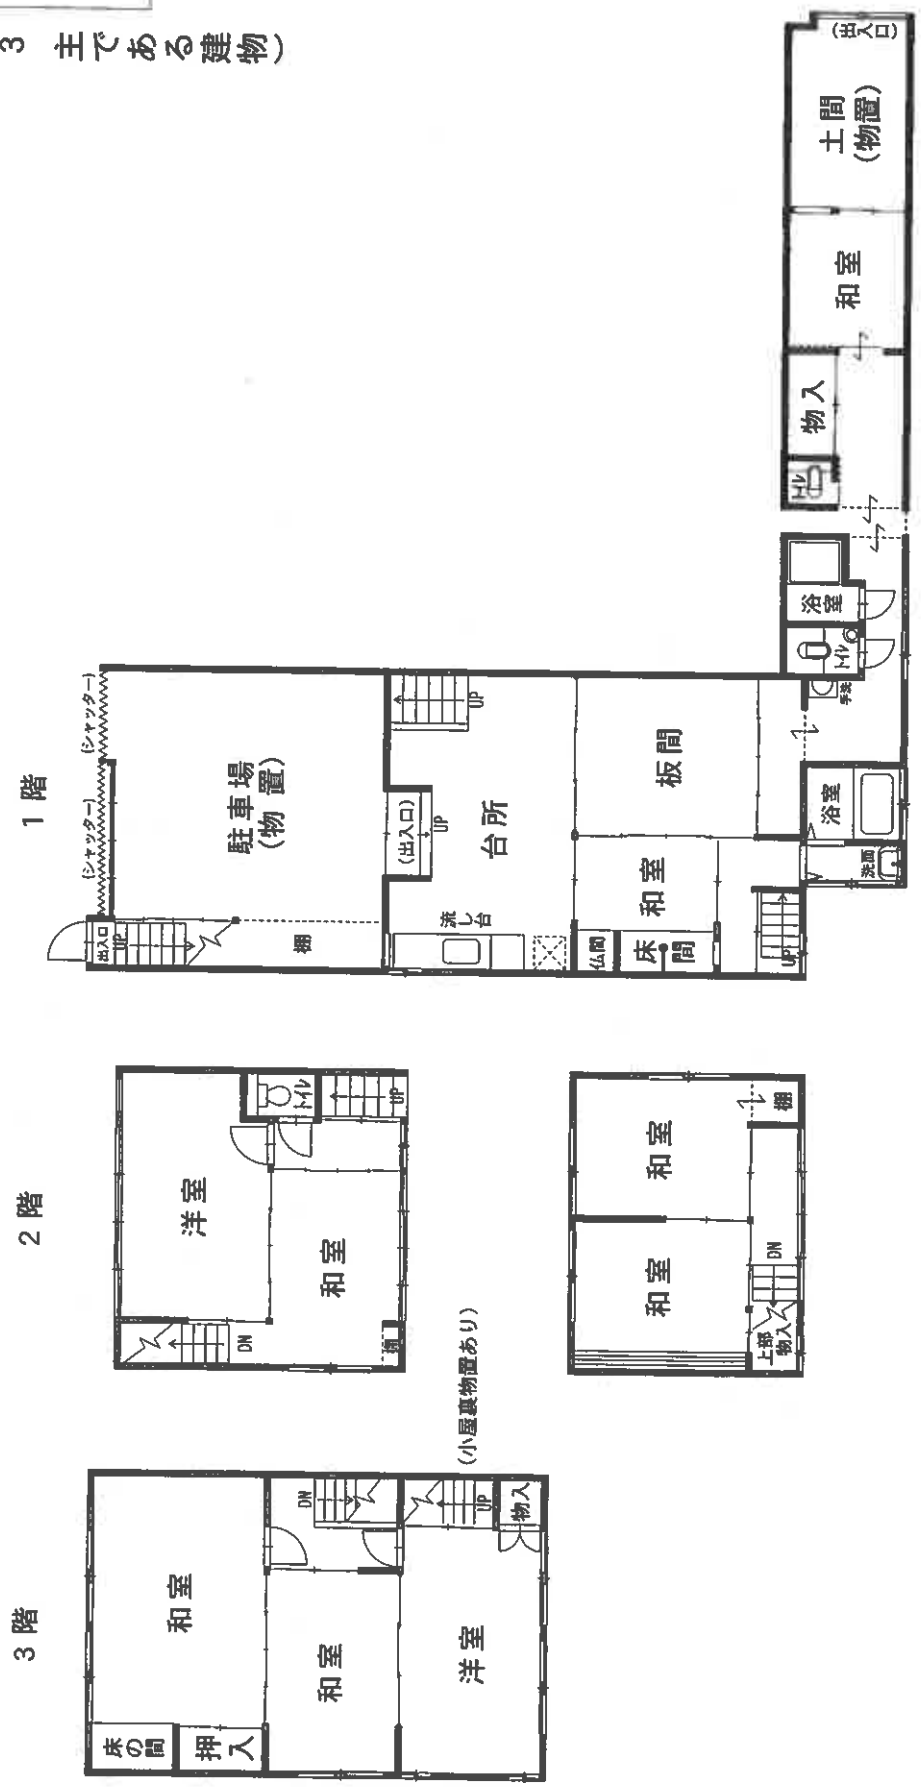 3 主である建物)
1階
(シャッター)
(シャッター)
出入口
UP
駐車場
(物置)
棚
(出入口)
UP
UP
台所
流し台
仏間
床
間
和室
板間
UP
手洗
トイレ
浴室
浴室
洗面
トイレ
物入
和室
土間
(物置)
(出入口)
2階
洋室
トイレ
UP
和室
DN
棚
和室
棚
和室
DN
上部
物入
3階
(小屋裏物置あり)
和室
床の間
押入
DN
和室
洋室
UP
物入